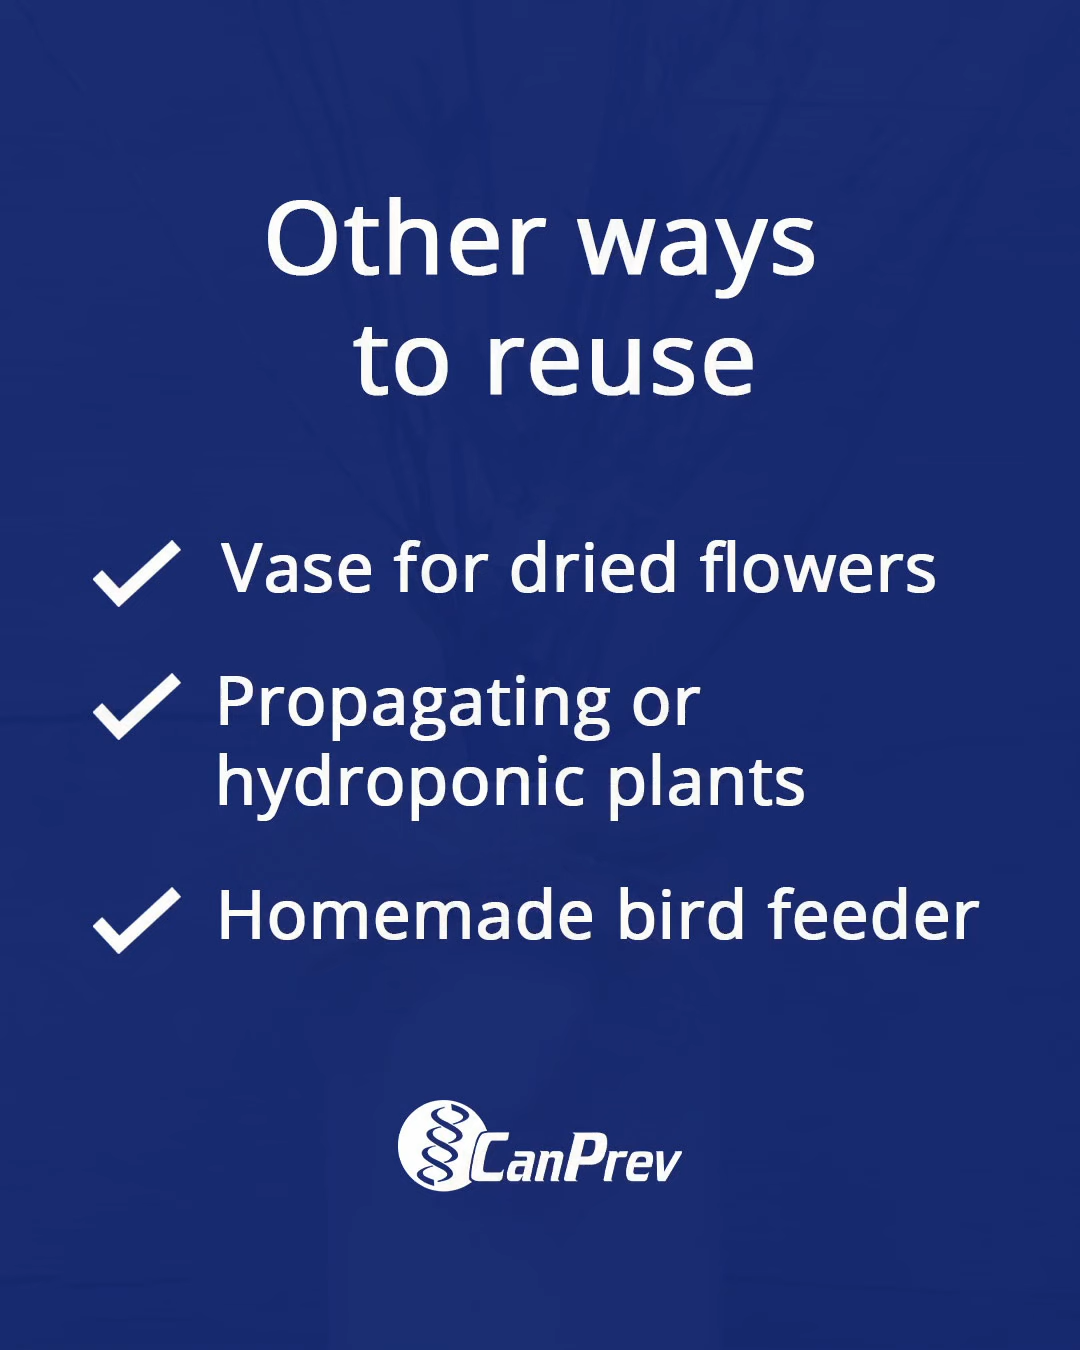 Other ways
to reuse
Vase for dried flowers
Propagating or
hydroponic plants
Homemade bird feeder
CanPrev